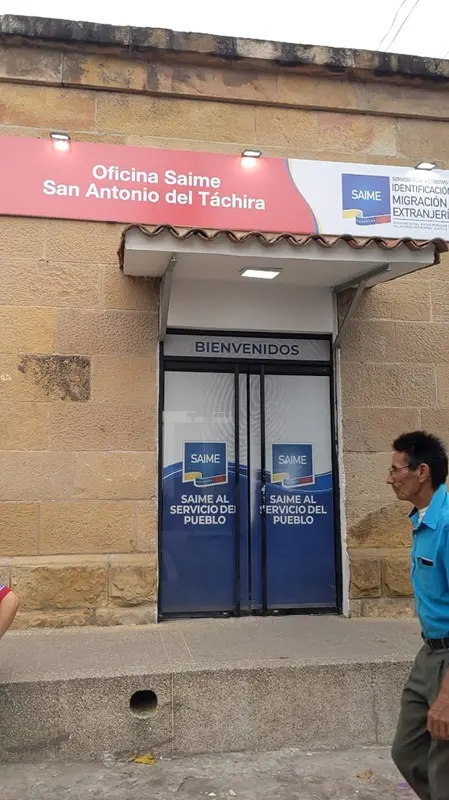 Oficina Saime
San Antonio del Táchira
SAIME
IDENTIFICACIÓN
MIGRACIÓN
EXTRANJERÍ
BIENVENIDOS
SAIME
SAIME AL
SERVICIO DEL
PUEBLO
SAIME
SAIME AL
SERVICIO DEL
PUEBLO